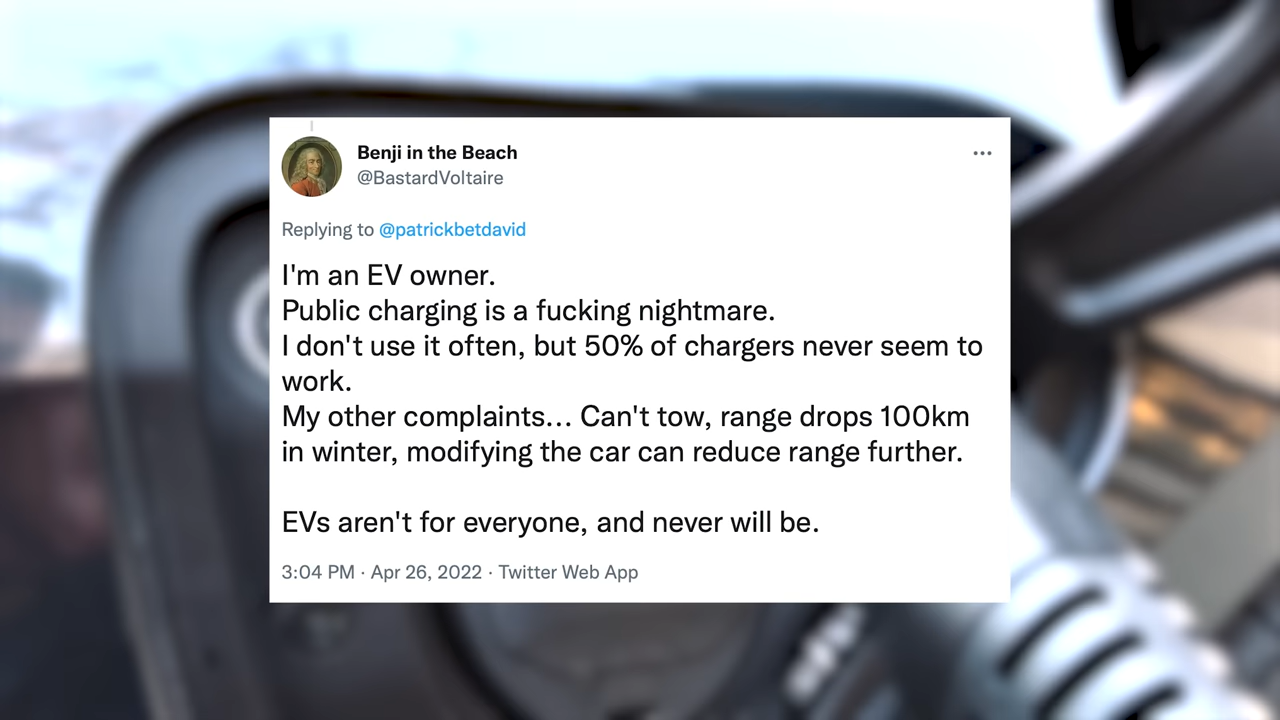 Benji in the Beach
@BastardVoltaire
Replying to @patrickbetdavid
I'm an EV owner.
Public charging is a fucking nightmare.
I don't use it often, but 50% of chargers never seem to
work.
My other complaints... Can't tow, range drops 100km
in winter, modifying the car can reduce range further.
EVs aren't for everyone, and never will be.
3:04 PM · Apr 26, 2022 · Twitter Web App